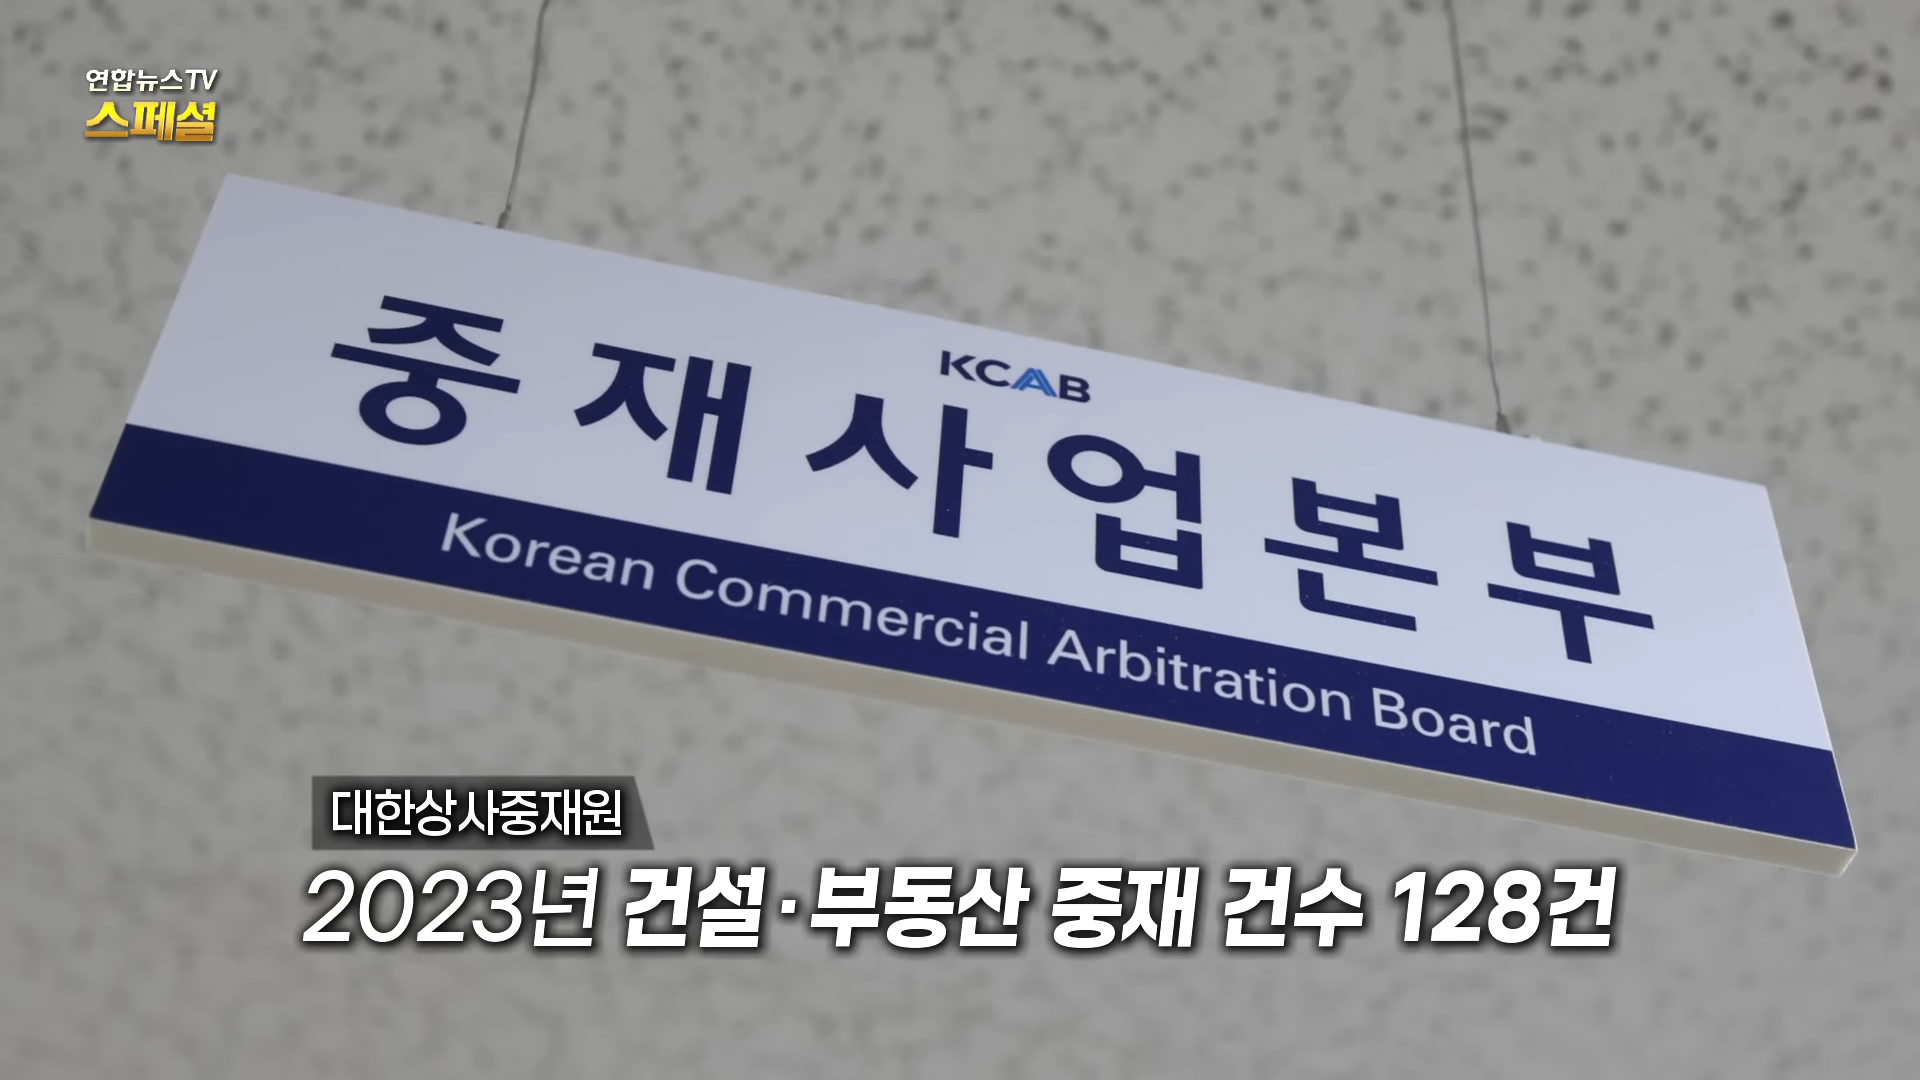 연합뉴스TV
스페셜
KCAB
중재사업본부
Korean Commercial Arbitration Board
대한상사중재원
2023년 건설·부동산 중재 건수 128건